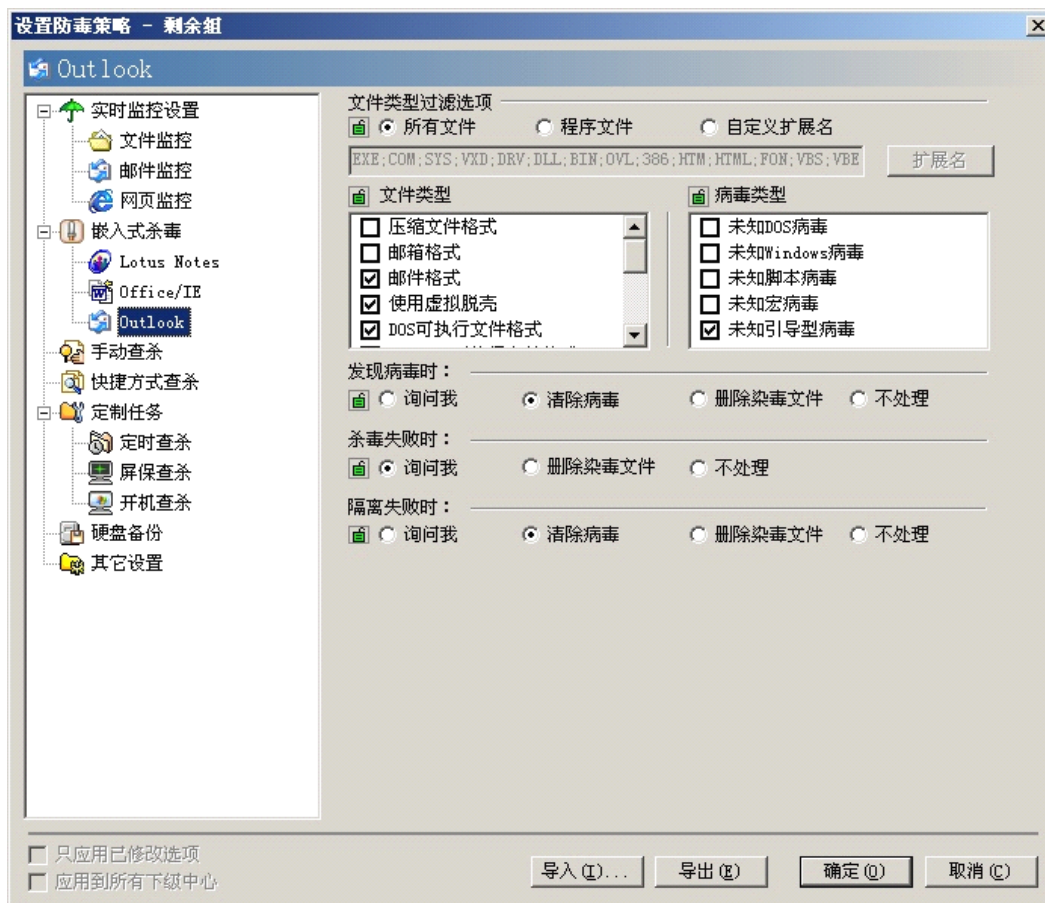 设置防毒策略 - 剩余组
Outlook
实时监控设置
文件监控
邮件监控
网页监控
嵌入式杀毒
Lotus Notes
Office/IE
Outlook
手动查杀
快捷方式查杀
定制任务
定时查杀
屏保查杀
开机查杀
硬盘备份
其它设置
文件类型过滤选项
所有文件 程序文件 自定义扩展名
EXE;COM;SYS;VXD;DRV;DLL;BIN;OVL;386;HTM;HTML;FON;VBS;VBE 扩展名
文件类型
压缩文件格式
邮箱格式
邮件格式
使用虚拟脱壳
DOS可执行文件格式
病毒类型
未知DOS病毒
未知Windows病毒
未知脚本病毒
未知宏病毒
未知引导型病毒
发现病毒时：
询问我 清除病毒 删除染毒文件 不处理
杀毒失败时：
询问我 删除染毒文件 不处理
隔离失败时：
询问我 清除病毒 删除染毒文件 不处理
只应用已修改选项
应用到所有下级中心
导入(I)... 导出(E) 确定(O) 取消(C)